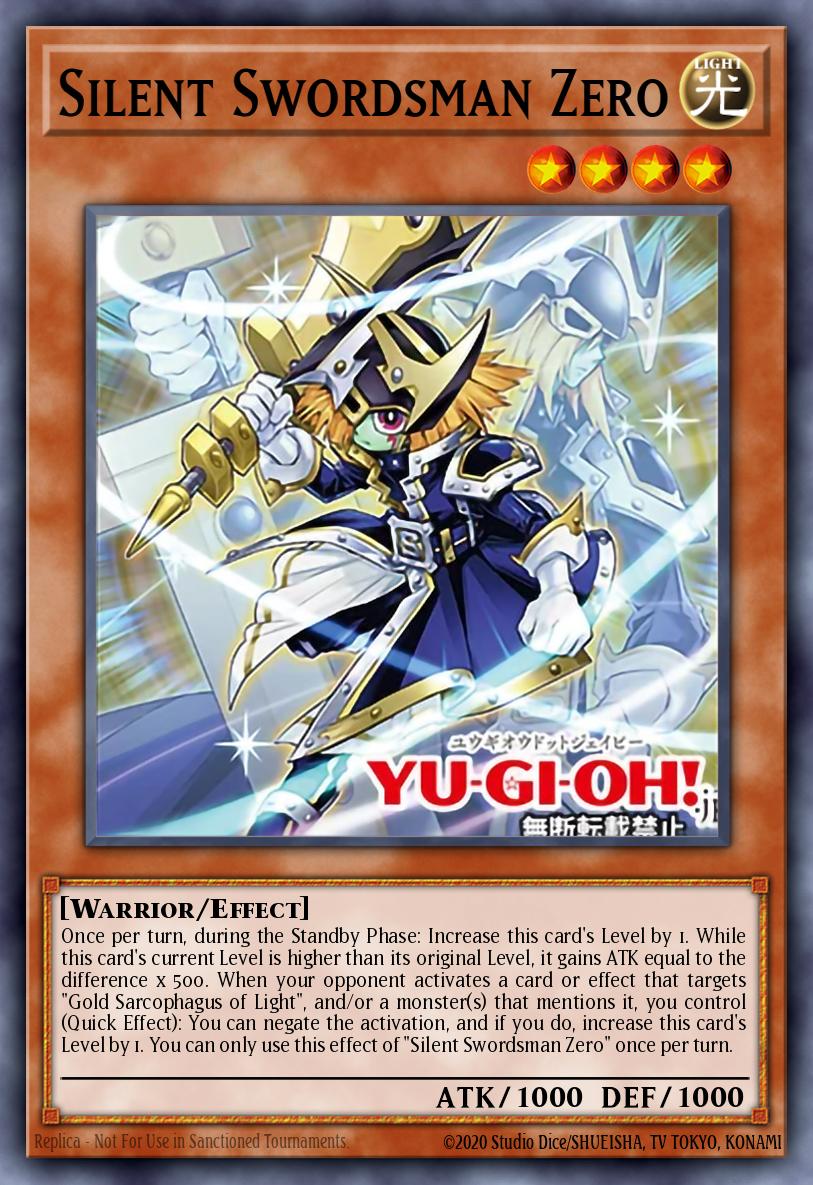 Silent Swordsman Zero
LIGHT
光
ユウギオウドットジェイピー
YU-GI-OH!
.jp
無断転載禁止
[Warrior/Effect]
Once per turn, during the Standby Phase: Increase this card's Level by 1. While
this card's current Level is higher than its original Level, it gains ATK equal to the
difference x 500. When your opponent activates a card or effect that targets
"Gold Sarcophagus of Light", and/or a monster(s) that mentions it, you control
(Quick Effect): You can negate the activation, and if you do, increase this card's
Level by 1. You can only use this effect of "Silent Swordsman Zero" once per turn.
ATK/1000 DEF/1000
Replica - Not For Use in Sanctioned Tournaments.
©2020 Studio Dice/SHUEISHA, TV TOKYO, KONAMI